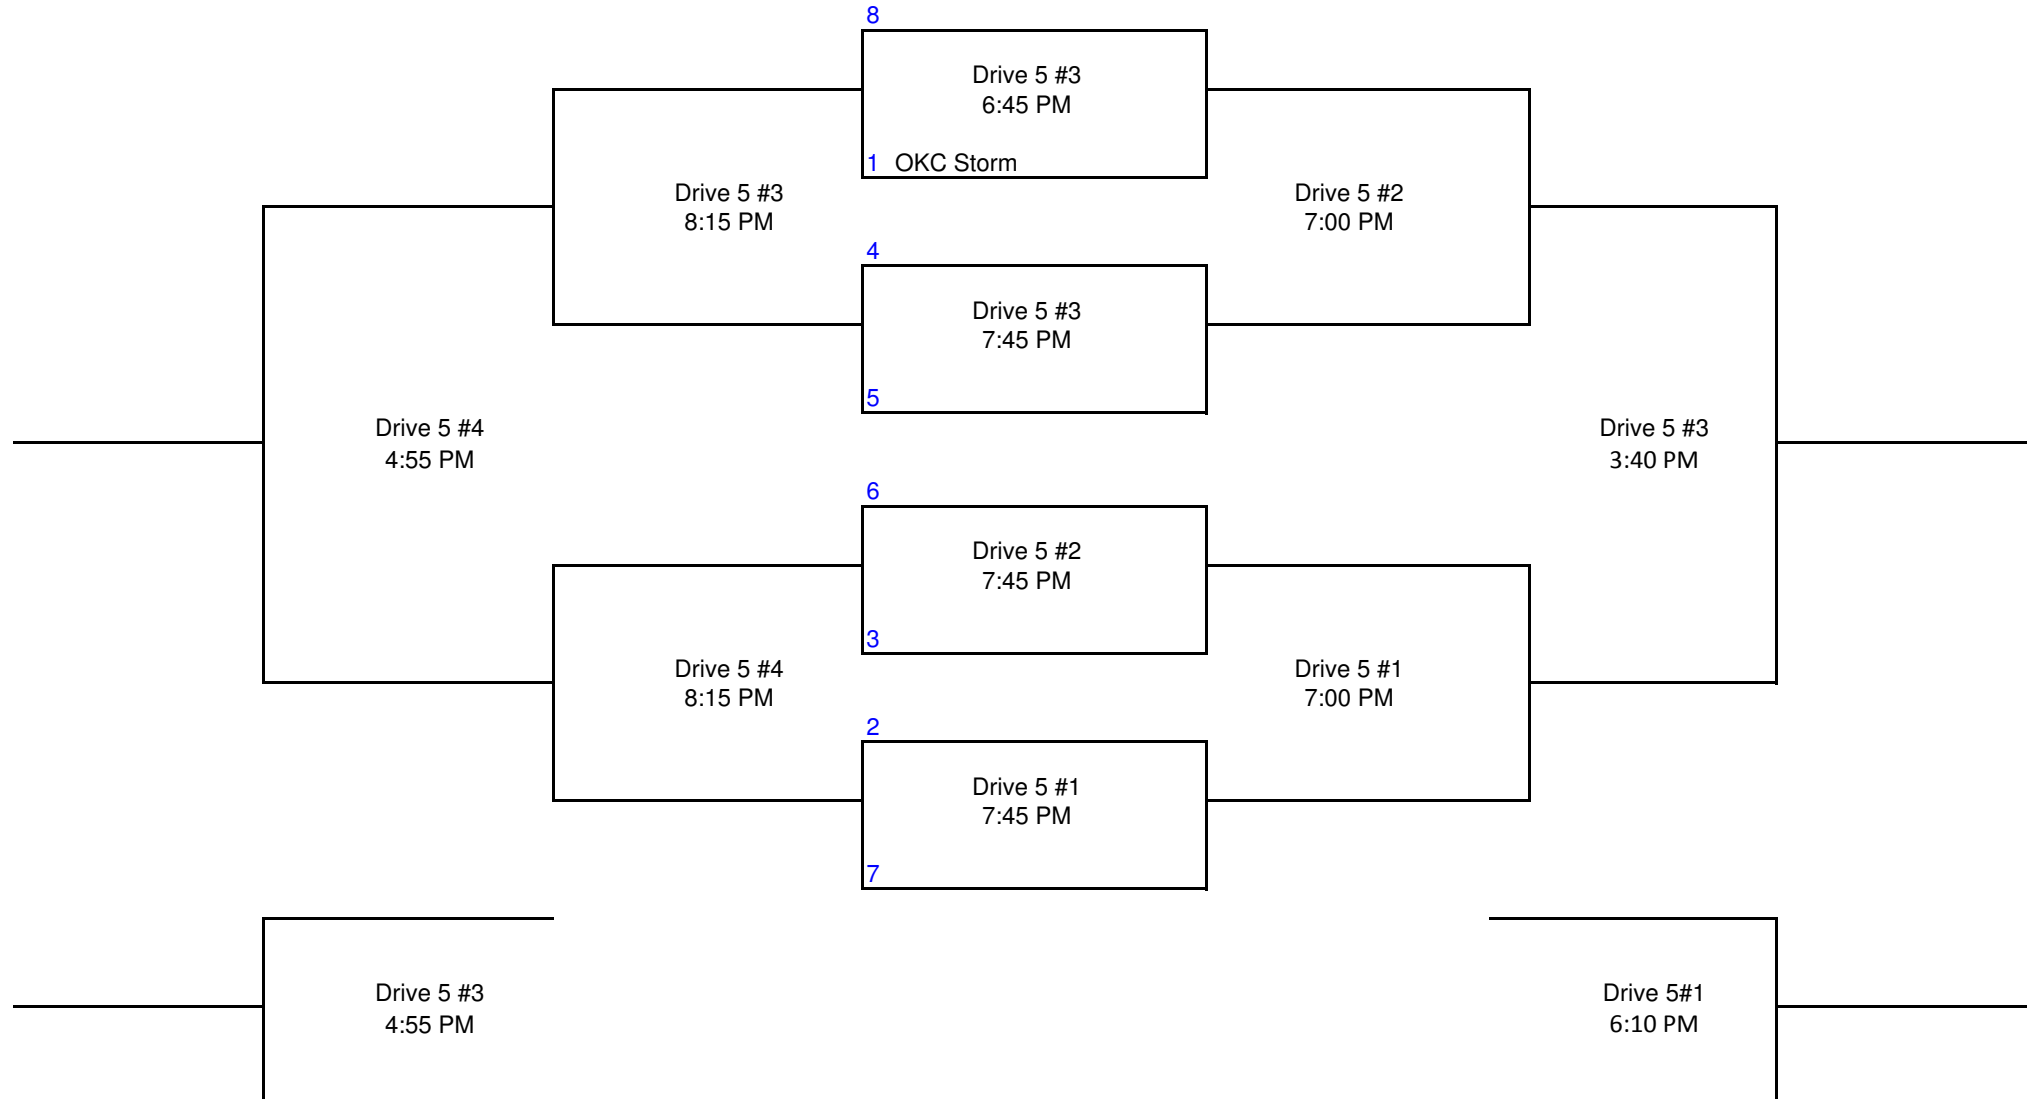 8
Drive 5 #3
6:45 PM
1 OKC Storm
Drive 5 #3
8:15 PM
Drive 5 #2
7:00 PM
4
Drive 5 #3
7:45 PM
5
Drive 5 #4
4:55 PM
Drive 5 #3
3:40 PM
6
Drive 5 #2
7:45 PM
3
Drive 5 #4
8:15 PM
Drive 5 #1
7:00 PM
2
Drive 5 #1
7:45 PM
7
Drive 5 #3
4:55 PM
Drive 5#1
6:10 PM